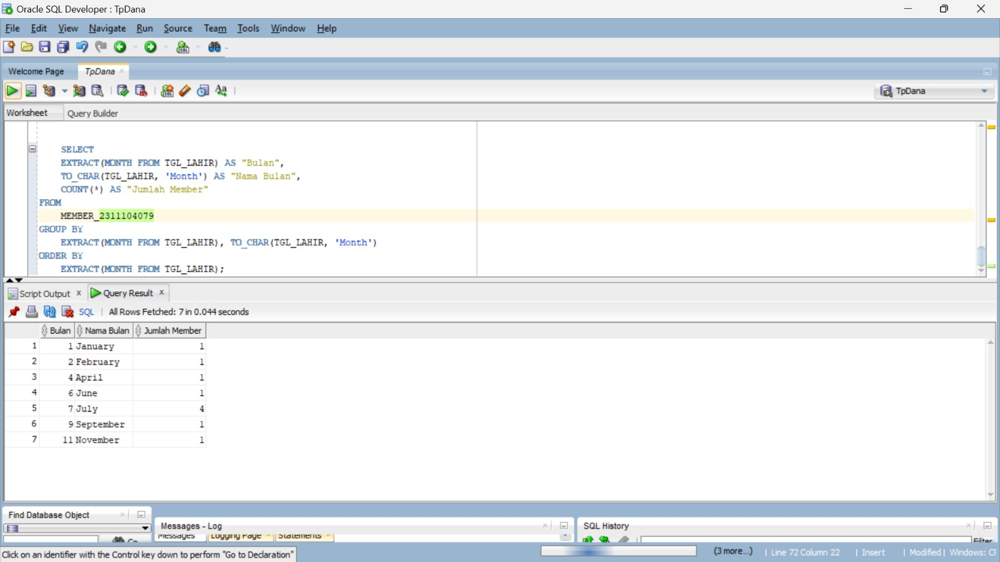 Oracle SQL Developer : TpDana
File Edit View Navigate Run Source Team Tools Window Help
Welcome Page TpDana
TpDana
Worksheet Query Builder
SELECT
EXTRACT(MONTH FROM TGL_LAHIR) AS "Bulan",
TO_CHAR(TGL_LAHIR, 'Month') AS "Nama Bulan",
COUNT(*) AS "Jumlah Member"
FROM
MEMBER_2311104079
GROUP BY
EXTRACT(MONTH FROM TGL_LAHIR), TO_CHAR(TGL_LAHIR, 'Month')
ORDER BY
EXTRACT(MONTH FROM TGL_LAHIR);
Script Output x Query Result x
SQL | All Rows Fetched: 7 in 0.044 seconds
Bulan Nama Bulan Jumlah Member
1 1 January 1
2 2 February 1
3 4 April 1
4 6 June 1
5 7 July 4
6 9 September 1
7 11 November 1
Find Database Object
Messages - Log
SQL History
Messages Logging Page Statements
Filter
Click on an identifier with the Control key down to perform "Go to Declaration"
(3 more...) | Line 72 Column 22 | Insert | Modified | Windows: